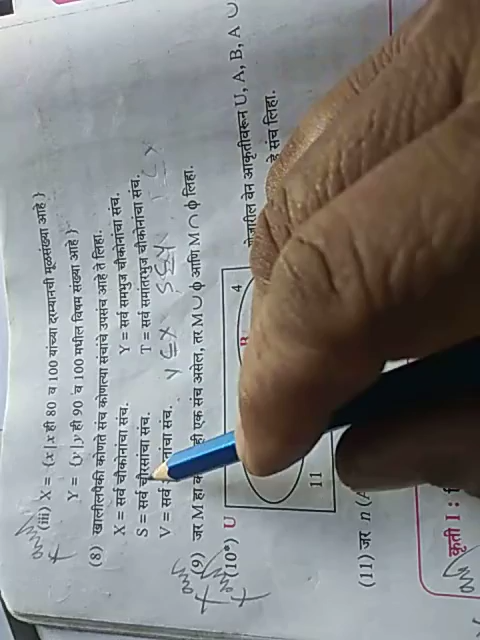 (iii) X = {x | x ही 80 व 100 यांच्या दरम्यानची मूळसंख्या आहे}
Y = {y | y ही 90 व 100 मधील विषम संख्या आहे}
(8) खालीलपैकी कोणते संच कोणत्या संचांचे उपसंच आहे ते लिहा.
X = सर्व चौकोनांचा संच. Y = सर्व समभुज चौकोनांचा संच.
S = सर्व चौरसांचा संच. T = सर्व समांतरभुज चौकोनांचा संच.
V = सर्व संच.
(9) जर M हा ही एक संच असेल, तर M ∪ ϕ आणि M ∩ ϕ लिहा.
(10*) U 4 B 11 वेन आकृतीवरून U, A, B, A ∪
हे संच लिहा.
(11) जर n (A
कृती I :